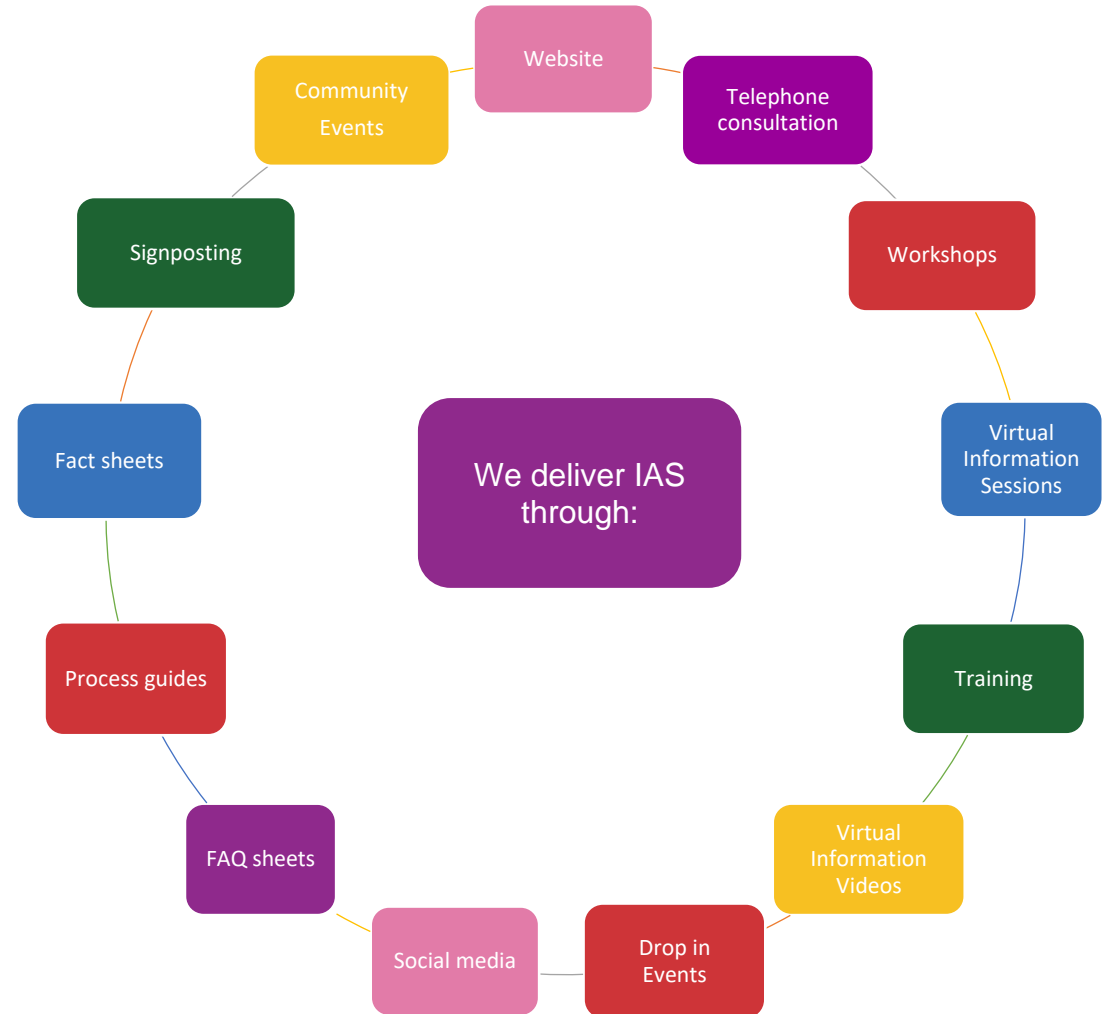 Website
Telephone
consultation
Workshops
Virtual
Information
Sessions
Training
Virtual
Information
Videos
Drop in
Events
Social media
FAQ sheets
Process guides
Fact sheets
Signposting
Community
Events
We deliver IAS
through: